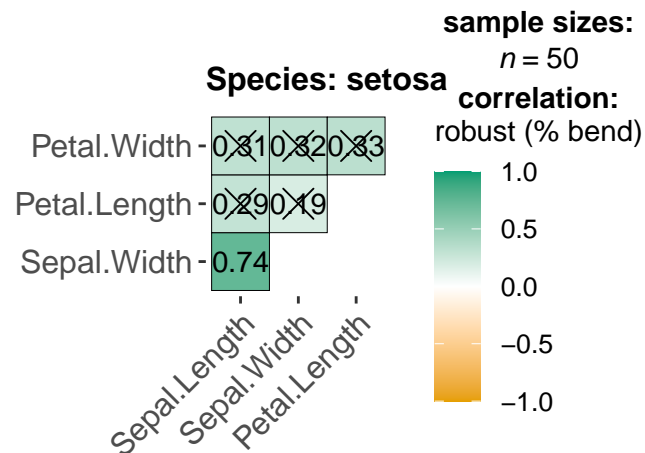 sample sizes:
n = 50
Species: setosa
correlation:
robust (% bend)
Petal.Width
0.31 0.32 0.33
Petal.Length
0.29 0.19
Sepal.Width
0.74
Sepal.Length
Sepal.Width
Petal.Length
1.0
0.5
0.0
−0.5
−1.0